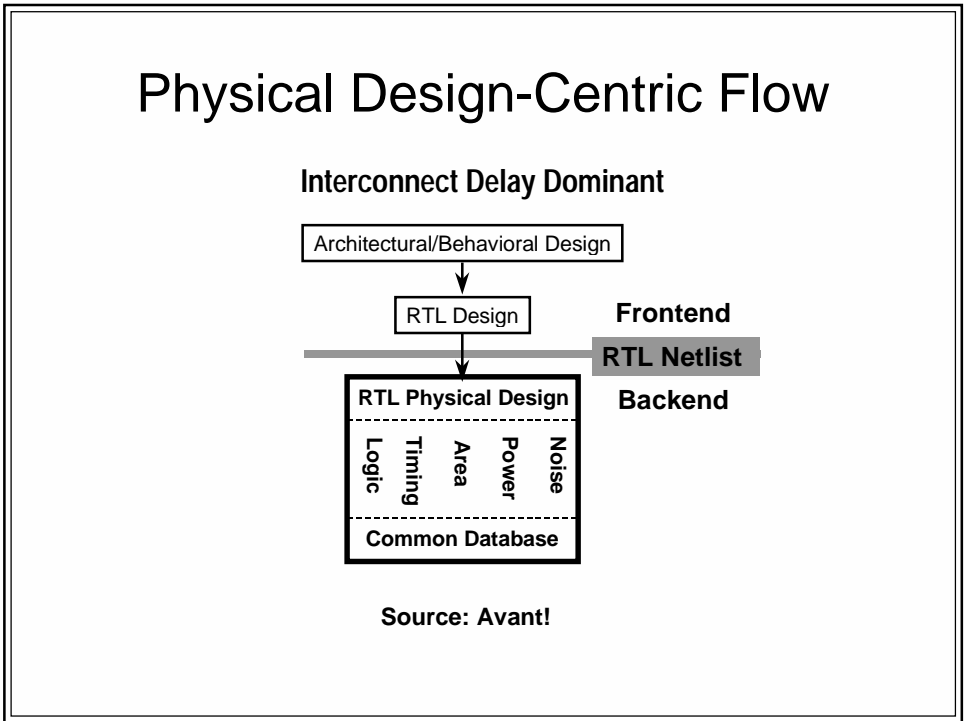 Physical Design-Centric Flow
Interconnect Delay Dominant
Architectural/Behavioral Design
RTL Design
Frontend
RTL Netlist
Backend
RTL Physical Design
Logic
Timing
Area
Power
Noise
Common Database
Source: Avant!